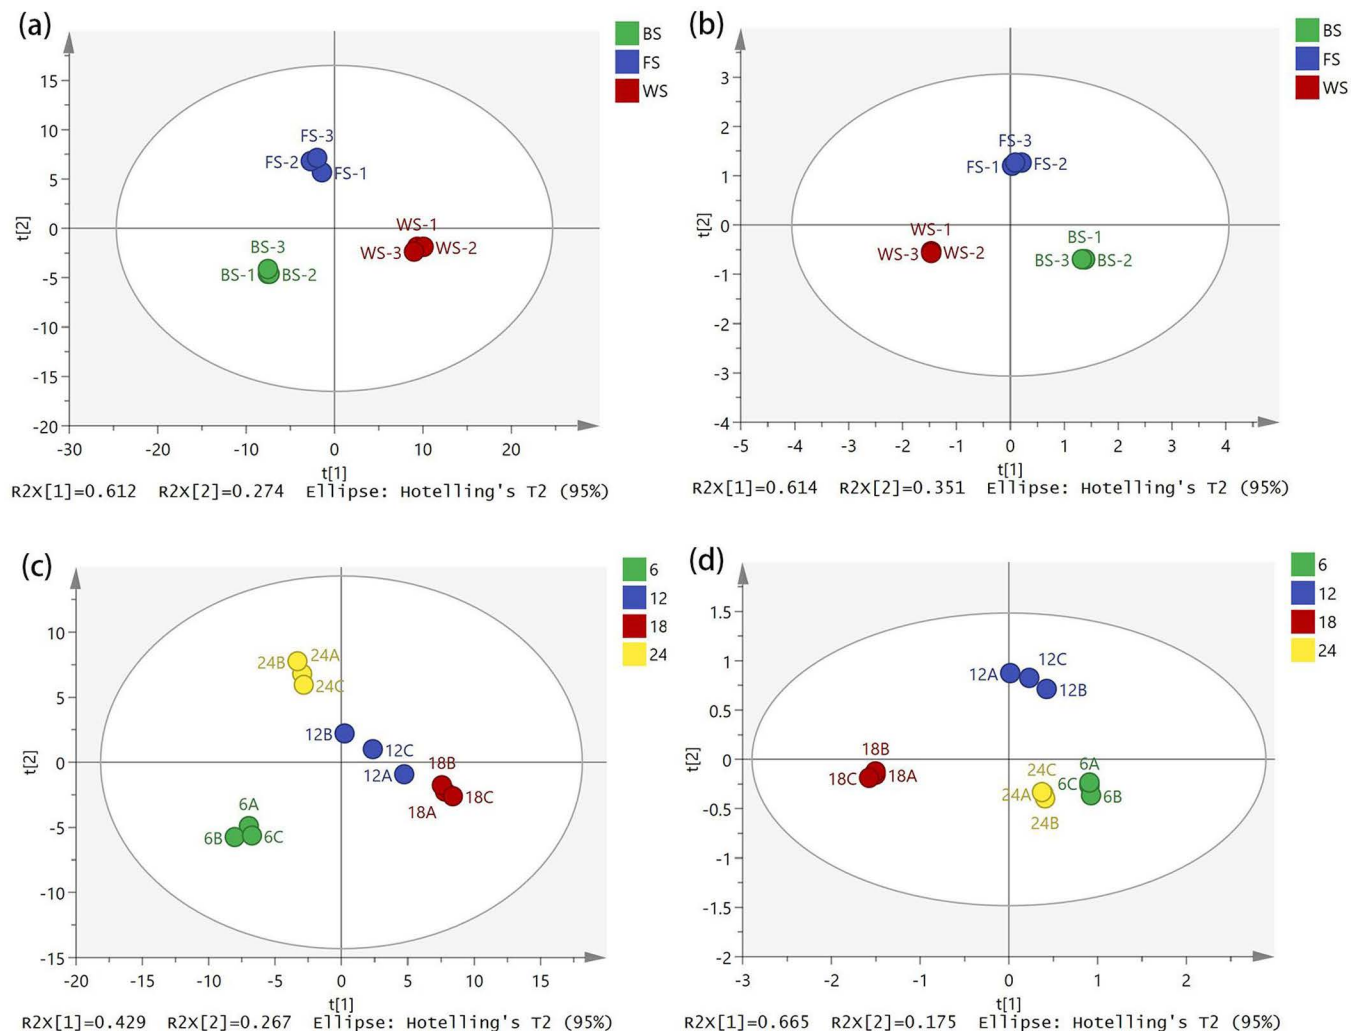 (a)
BS
FS
WS
15
10
5
0
-5
-10
-15
-20
t[2]
FS-3
FS-2
FS-1
WS-1
WS-3
WS-2
BS-3
BS-1
BS-2
-30
-20
-10
0
10
20
t[1]
R2X[1]=0.612 R2X[2]=0.274 Ellipse: Hotelling's T2 (95%)
(b)
BS
FS
WS
3
2
1
0
-1
-2
-3
-4
t[2]
FS-3
FS-1
FS-2
WS-1
WS-3
WS-2
BS-1
BS-3
BS-2
-5
-4
-3
-2
-1
0
1
2
3
4
t[1]
R2X[1]=0.614 R2X[2]=0.351 Ellipse: Hotelling's T2 (95%)
(c)
6
12
18
24
10
5
0
-5
-10
-15
t[2]
24A
24B
24C
12B
12C
12A
18B
18C
18A
6A
6B
6C
-20
-15
-10
-5
0
5
10
15
t[1]
R2X[1]=0.429 R2X[2]=0.267 Ellipse: Hotelling's T2 (95%)
(d)
6
12
18
24
1.5
1
0.5
0
-0.5
-1
-1.5
-2
t[2]
12C
12A
12B
18B
18C
18A
24C
24A
24B
6A
6C
6B
-3
-2
-1
0
1
2
t[1]
R2X[1]=0.665 R2X[2]=0.175 Ellipse: Hotelling's T2 (95%)